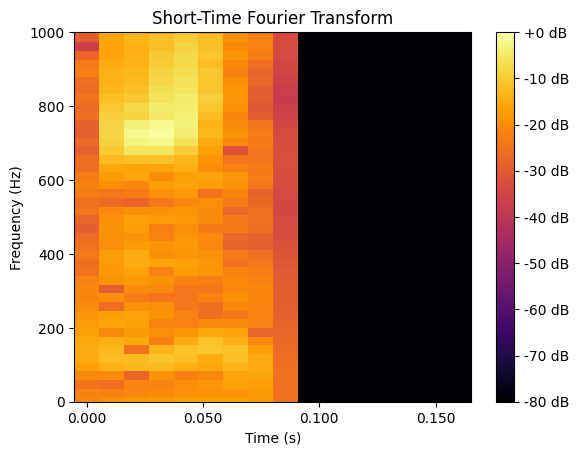 Short-Time Fourier Transform
1000
800
600
400
200
0
Frequency (Hz)
0.000
0.050
0.100
0.150
Time (s)
+0 dB
-10 dB
-20 dB
-30 dB
-40 dB
-50 dB
-60 dB
-70 dB
-80 dB